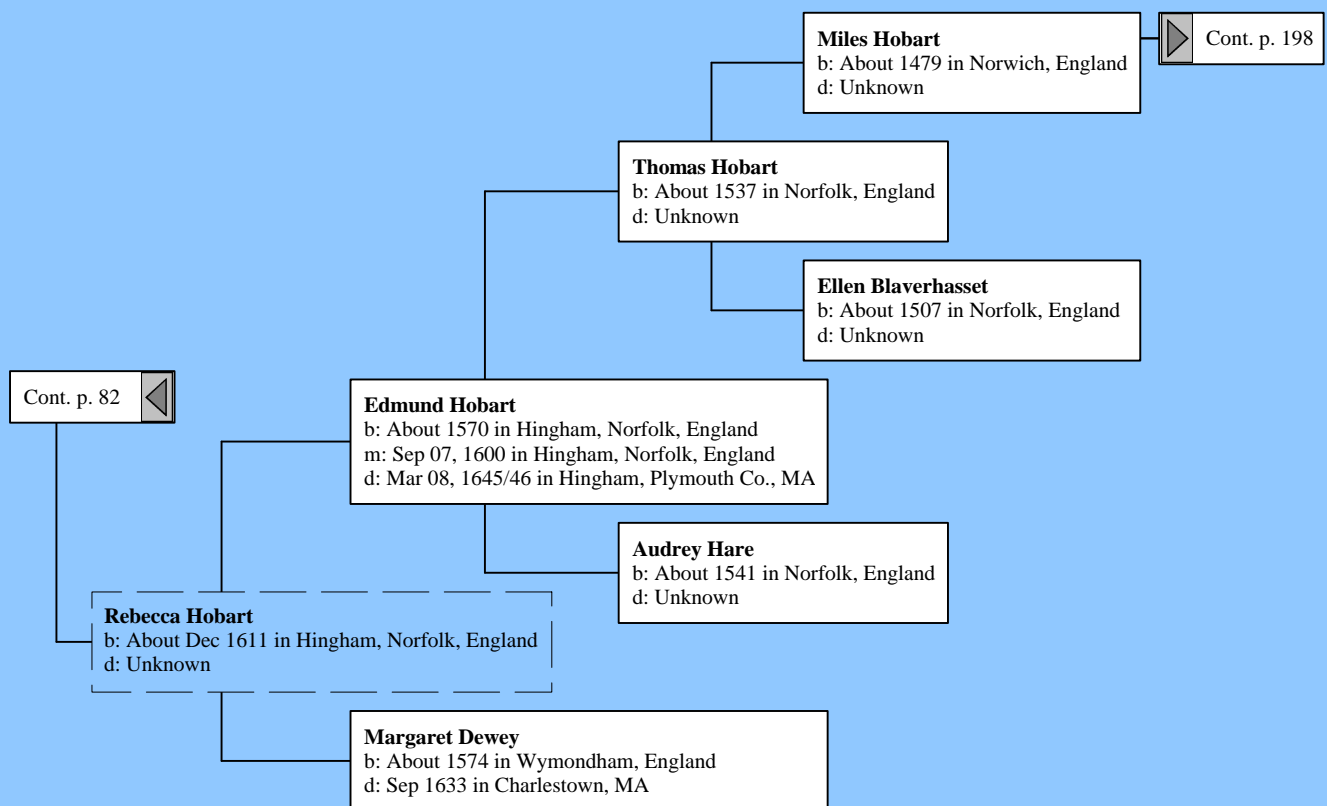 Miles Hobart
b: About 1479 in Norwich, England
d: Unknown
Cont. p. 198
Thomas Hobart
b: About 1537 in Norfolk, England
d: Unknown
Ellen Blaverhasset
b: About 1507 in Norfolk, England
d: Unknown
Cont. p. 82
Edmund Hobart
b: About 1570 in Hingham, Norfolk, England
m: Sep 07, 1600 in Hingham, Norfolk, England
d: Mar 08, 1645/46 in Hingham, Plymouth Co., MA
Audrey Hare
b: About 1541 in Norfolk, England
d: Unknown
Rebecca Hobart
b: About Dec 1611 in Hingham, Norfolk, England
d: Unknown
Margaret Dewey
b: About 1574 in Wymondham, England
d: Sep 1633 in Charlestown, MA